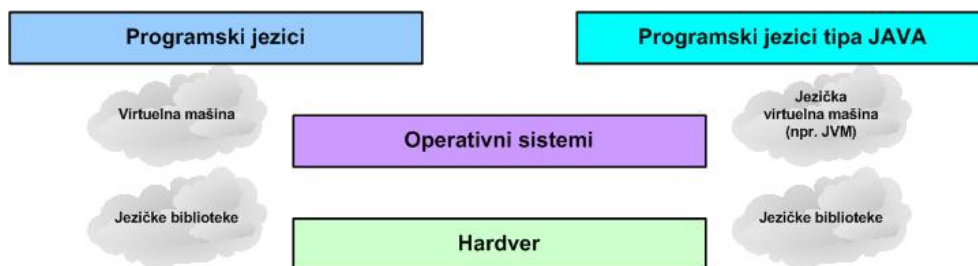 Programski jezici
Programski jezici tipa JAVA
Virtuelna mašina
Jezička
virtuelna mašina
(npr. JVM)
Operativni sistemi
Jezičke biblioteke
Jezičke biblioteke
Hardver